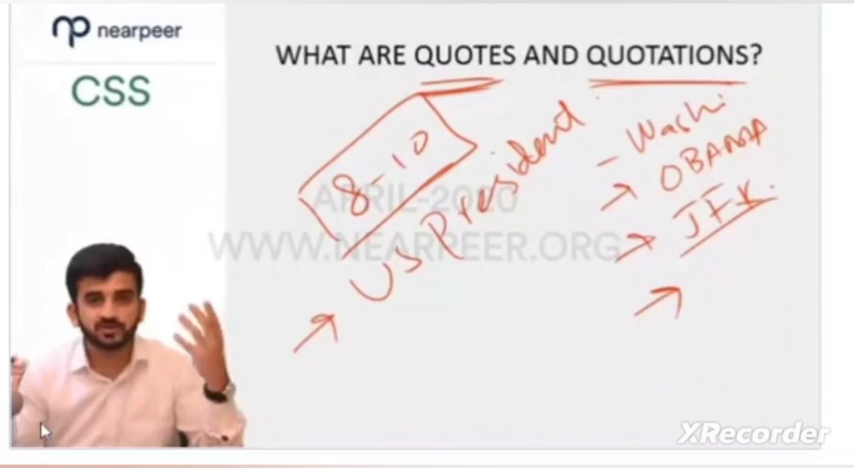 nearpeer
CSS
WHAT ARE QUOTES AND QUOTATIONS?
8-10
US President
- Washi
→ OBAMA
→ JFK.
APRIL-2020
WWW.NEARPEER.ORG
XRecorder